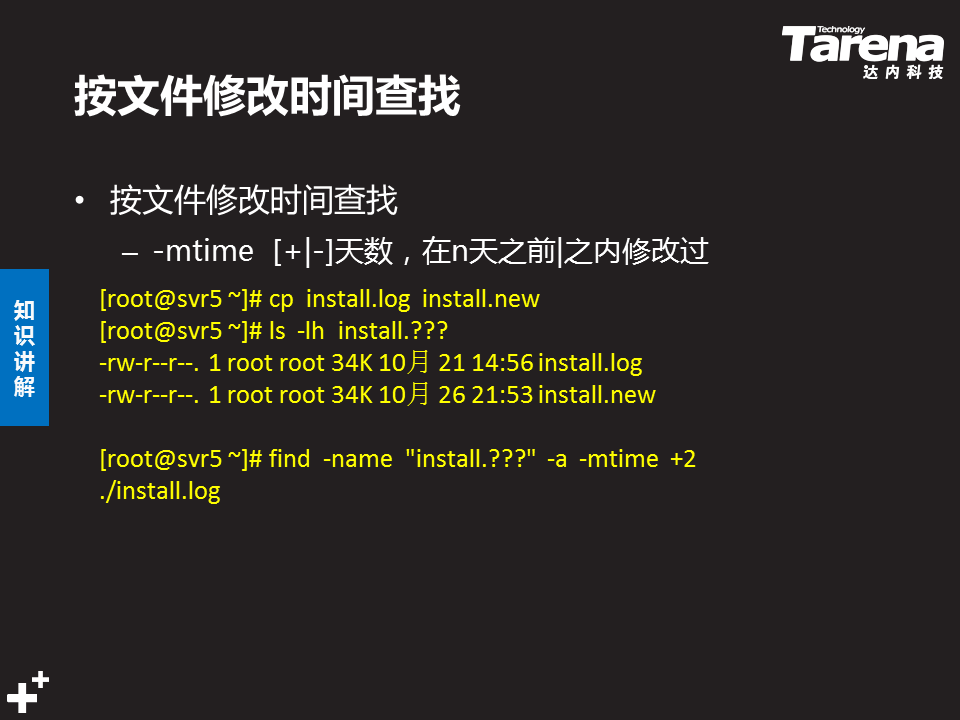 Technology
Tarena
达内科技
按文件修改时间查找
• 按文件修改时间查找
– -mtime [+|-]天数，在n天之前|之内修改过
知识讲解
[root@svr5 ~]# cp install.log install.new
[root@svr5 ~]# ls -lh install.???
-rw-r--r--. 1 root root 34K 10月 21 14:56 install.log
-rw-r--r--. 1 root root 34K 10月 26 21:53 install.new
[root@svr5 ~]# find -name "install.???" -a -mtime +2
./install.log